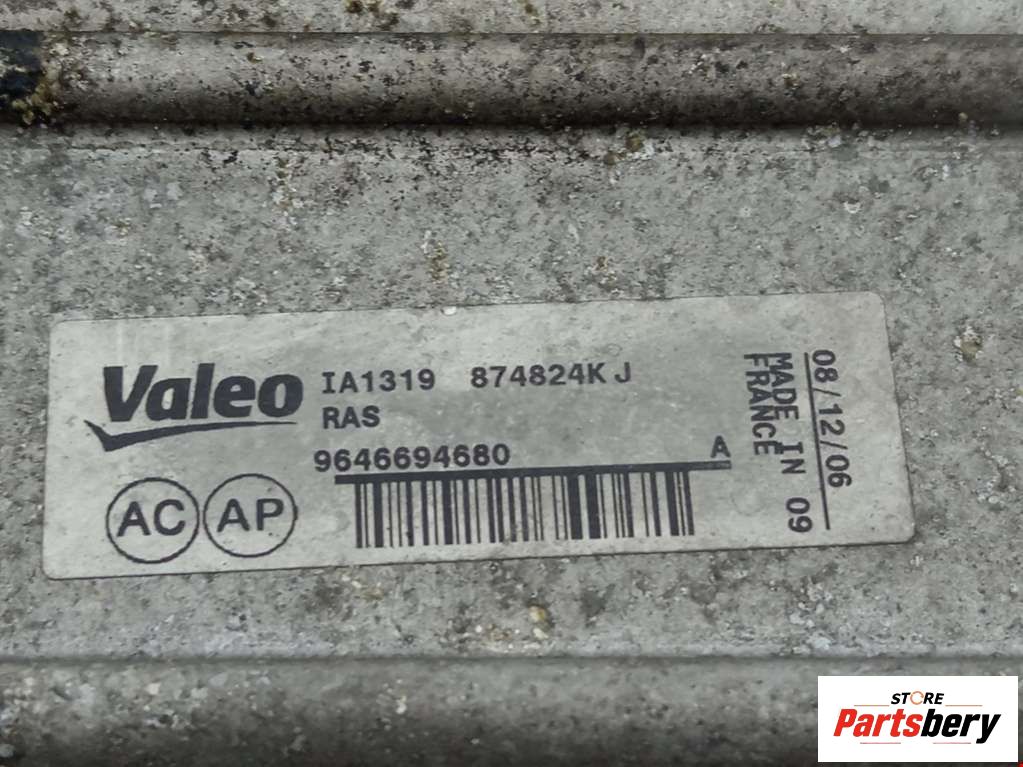 Valeo
IA1319 874824K J
RAS
9646694680 A
AC AP
MADE IN
FRANCE
08/12/06
09
STORE
Partsbery